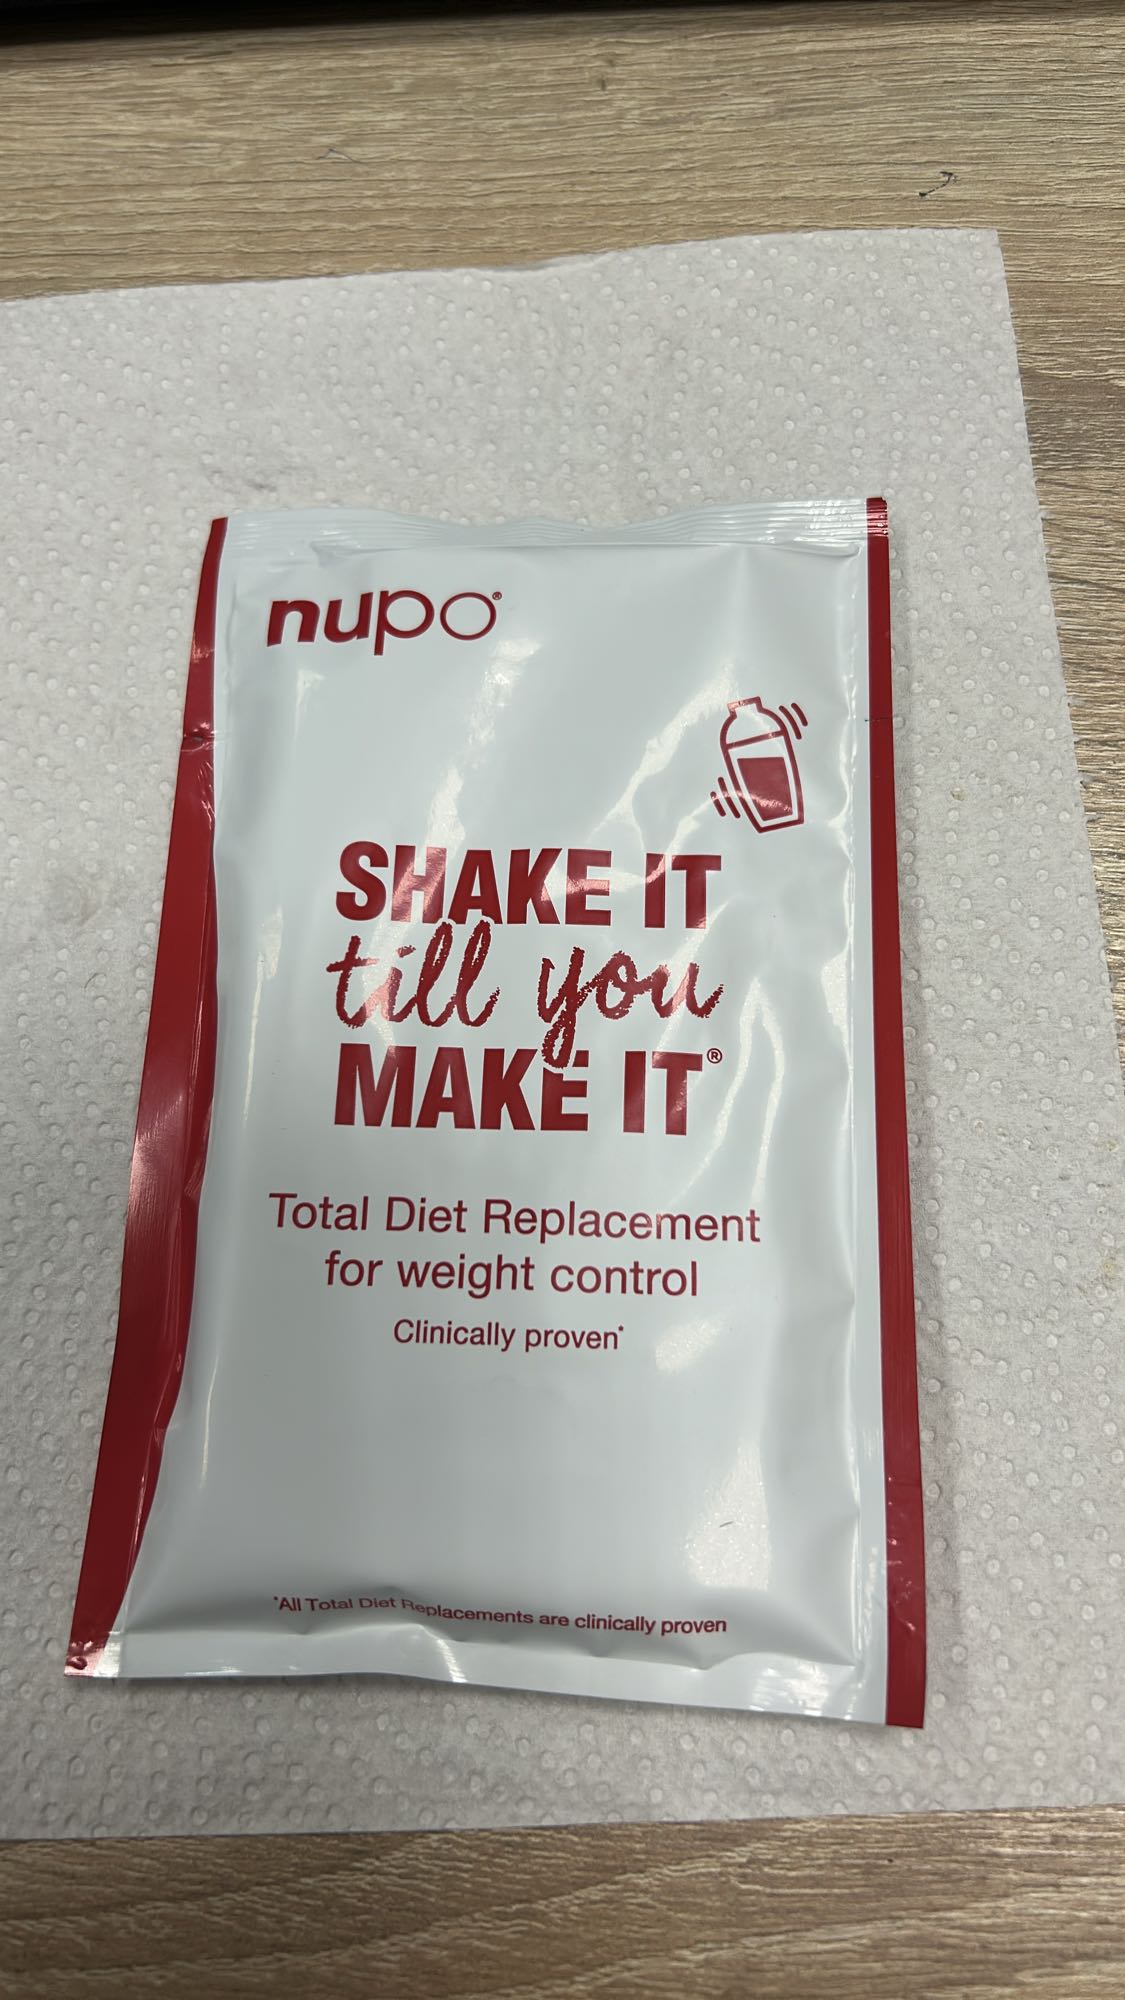 nupo®
SHAKE IT
till you
MAKE IT®
Total Diet Replacement
for weight control
Clinically proven*
*All Total Diet Replacements are clinically proven